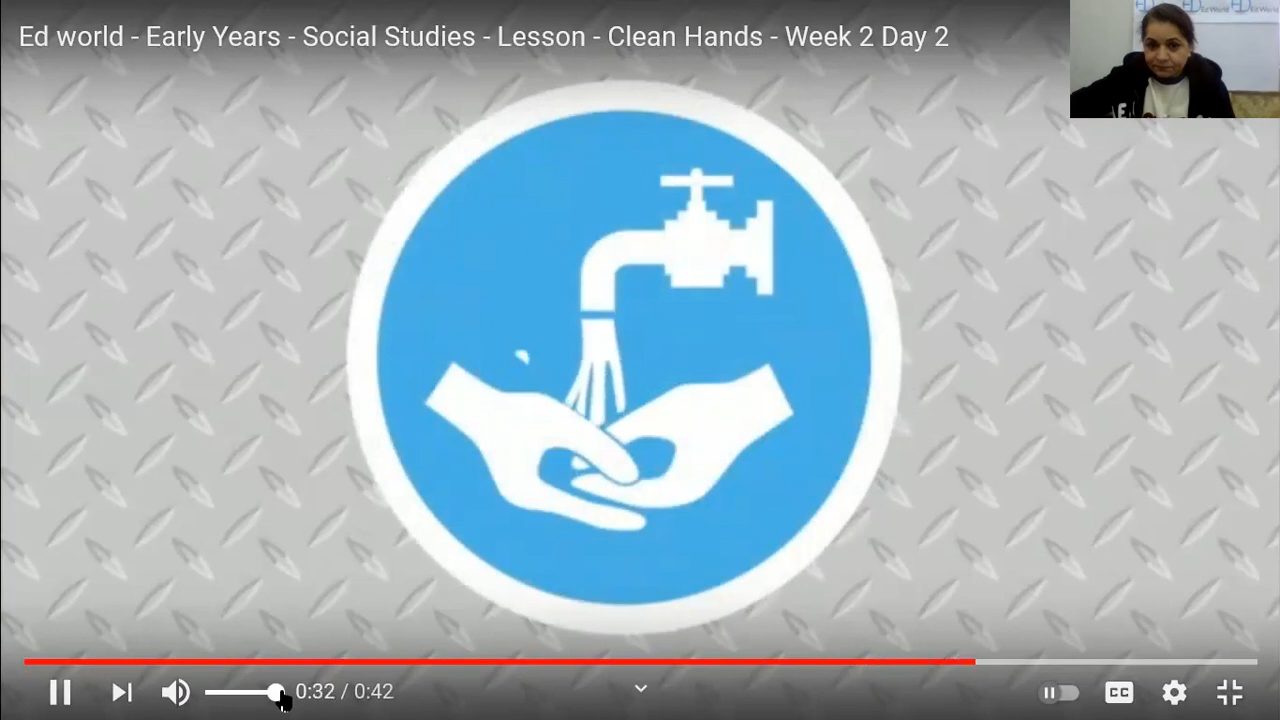 Ed world - Early Years - Social Studies - Lesson - Clean Hands - Week 2 Day 2
0:32 / 0:42
CC